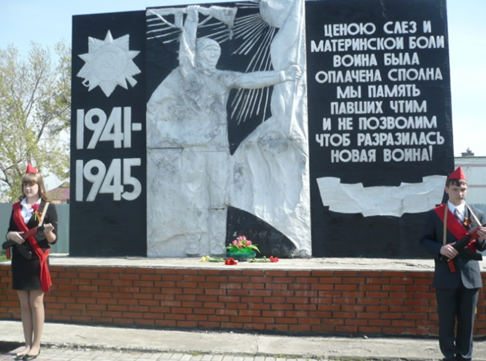 1941-
1945
ЦЕНОЮ СЛЕЗ И
МАТЕРИНСКОЙ БОЛИ
ВОИНА БЫЛА
ОПЛАЧЕНА СПОЛНА
МЫ ПАМЯТЬ
ПАВШИХ ЧТИМ
И НЕ ПОЗВОЛИМ
ЧТОБ РАЗРАЗИЛАСЬ
НОВАЯ ВОИНА!